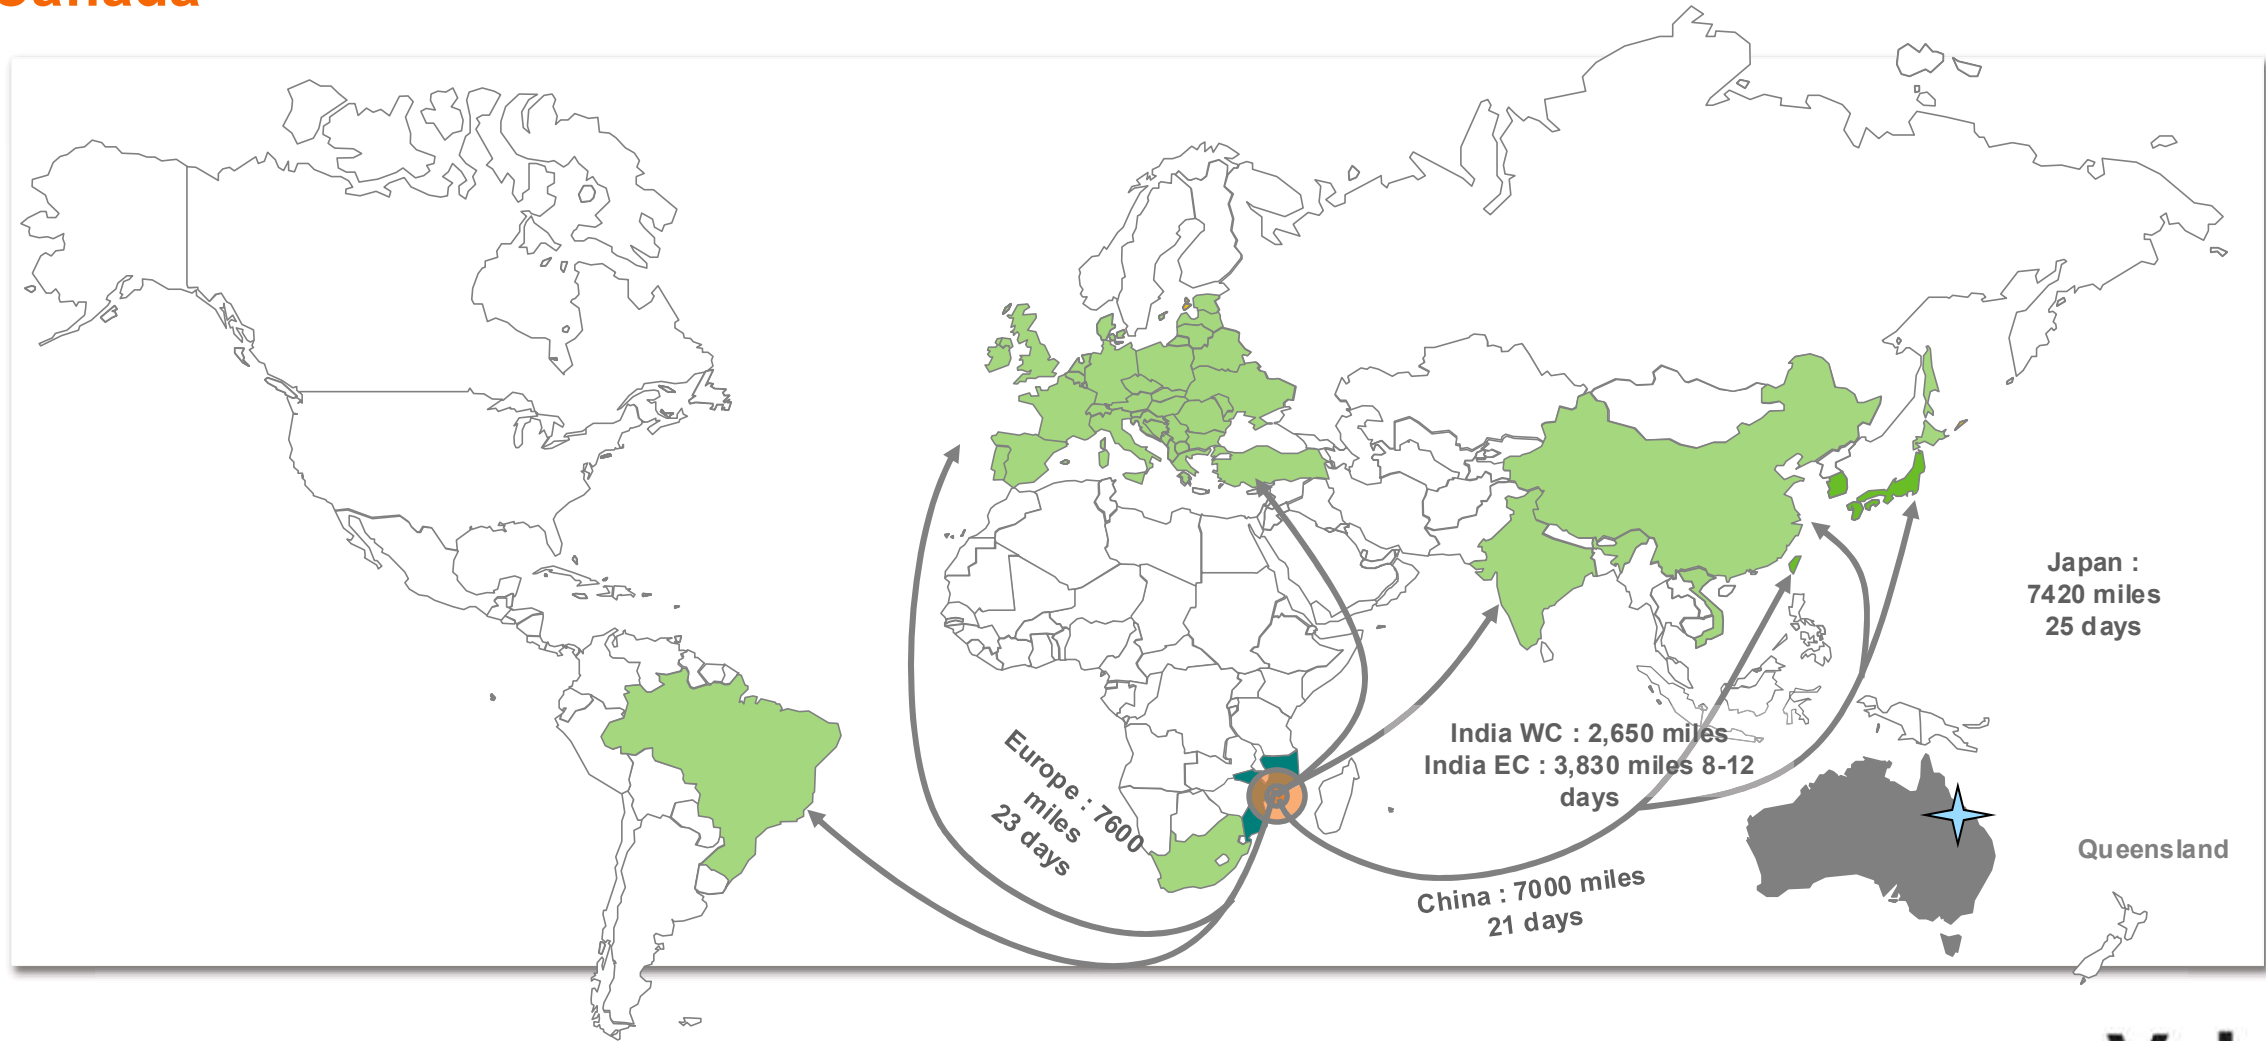 Canada
Japan :
7420 miles
25 days
India WC : 2,650 miles
India EC : 3,830 miles 8-12
days
Europe : 7600
miles
23 days
Queensland
China : 7000 miles
21 days